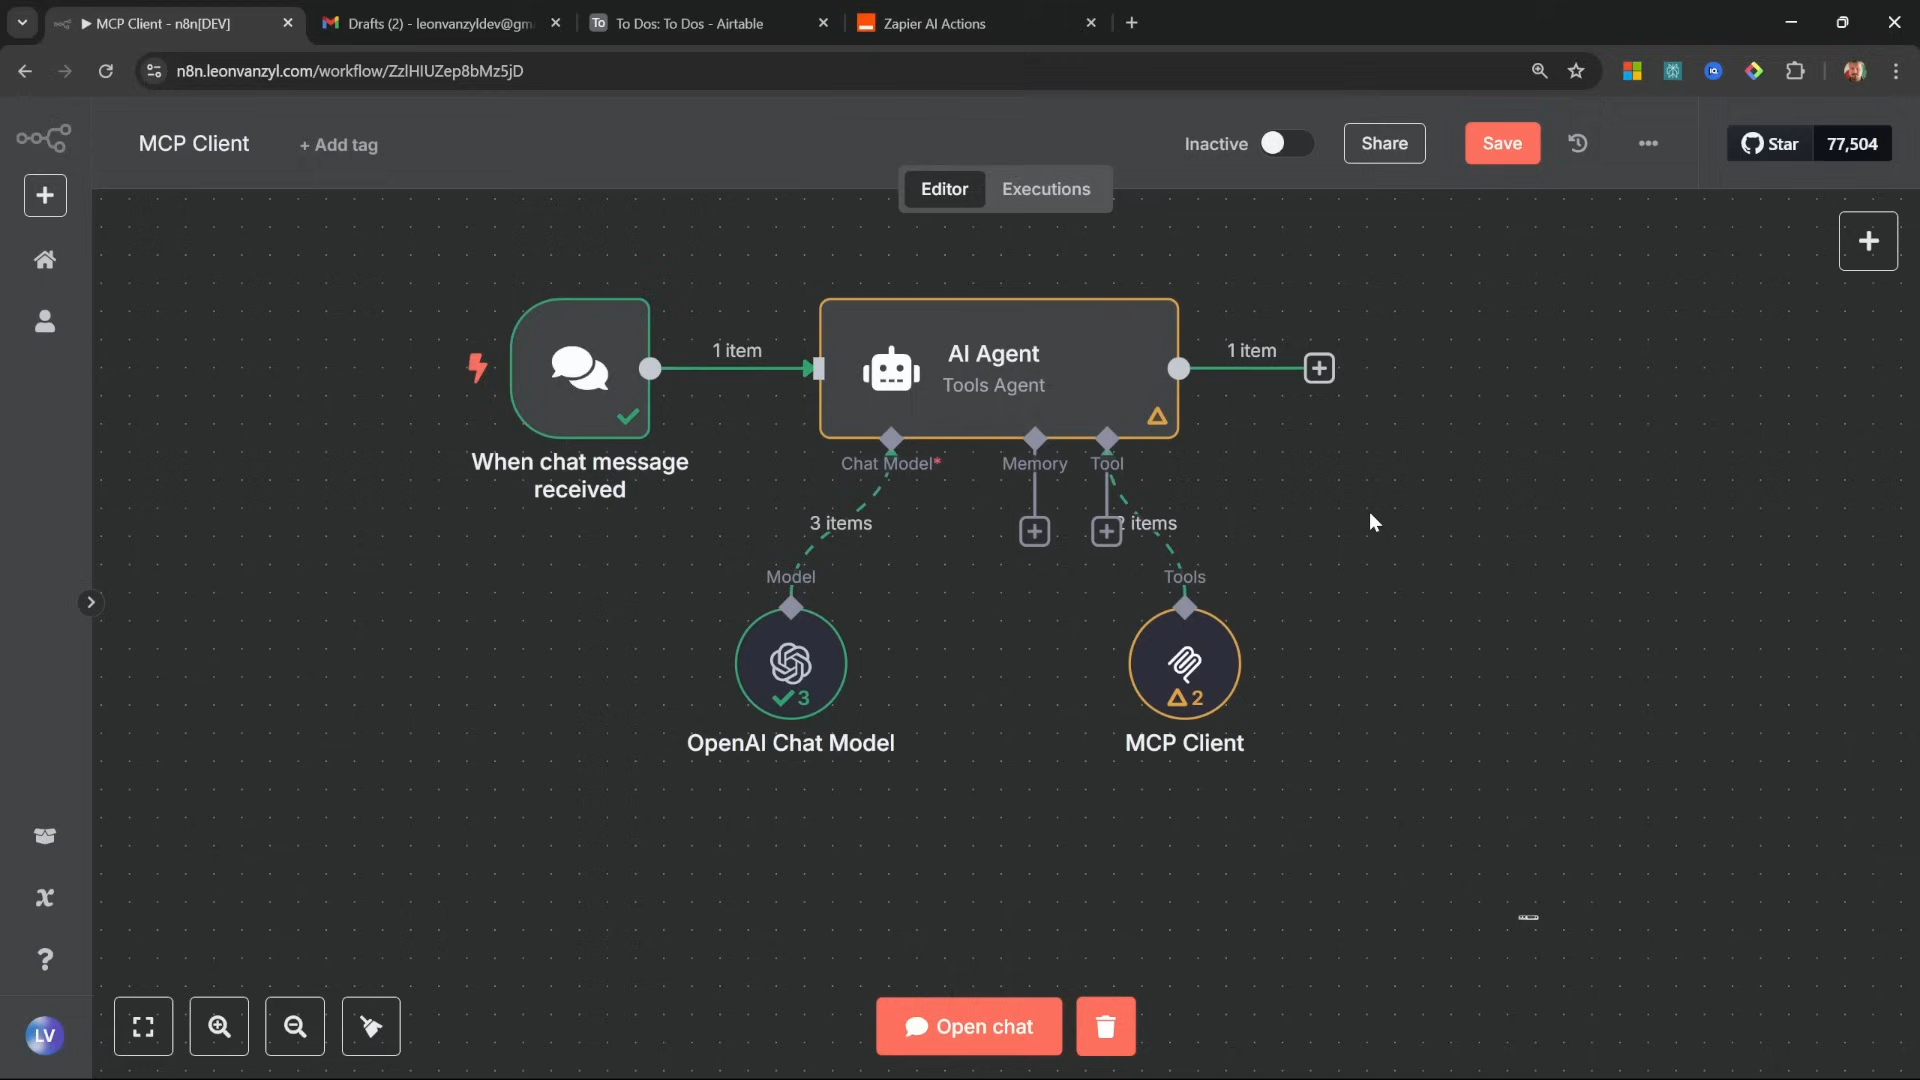 ▶ MCP Client - n8n[DEV]
Drafts (2) - leonvanzyldev@gm
To Dos: To Dos - Airtable
Zapier AI Actions
n8n.leonvanzyl.com/workflow/ZzlHIUZep8bMz5jD
MCP Client
+ Add tag
Inactive
Share
Save
Star
77,504
Editor
Executions
1 item
AI Agent
Tools Agent
1 item
When chat message
received
Chat Model*
Memory
Tool
3 items
2 items
Model
Tools
3
2
OpenAI Chat Model
MCP Client
LV
Open chat